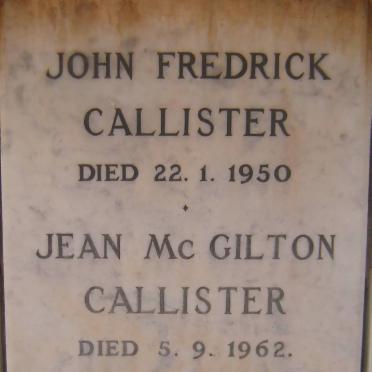 JOHN FREDRICK
CALLISTER
DIED 22. 1. 1950
JEAN Mc GILTON
CALLISTER
DIED 5. 9. 1962.